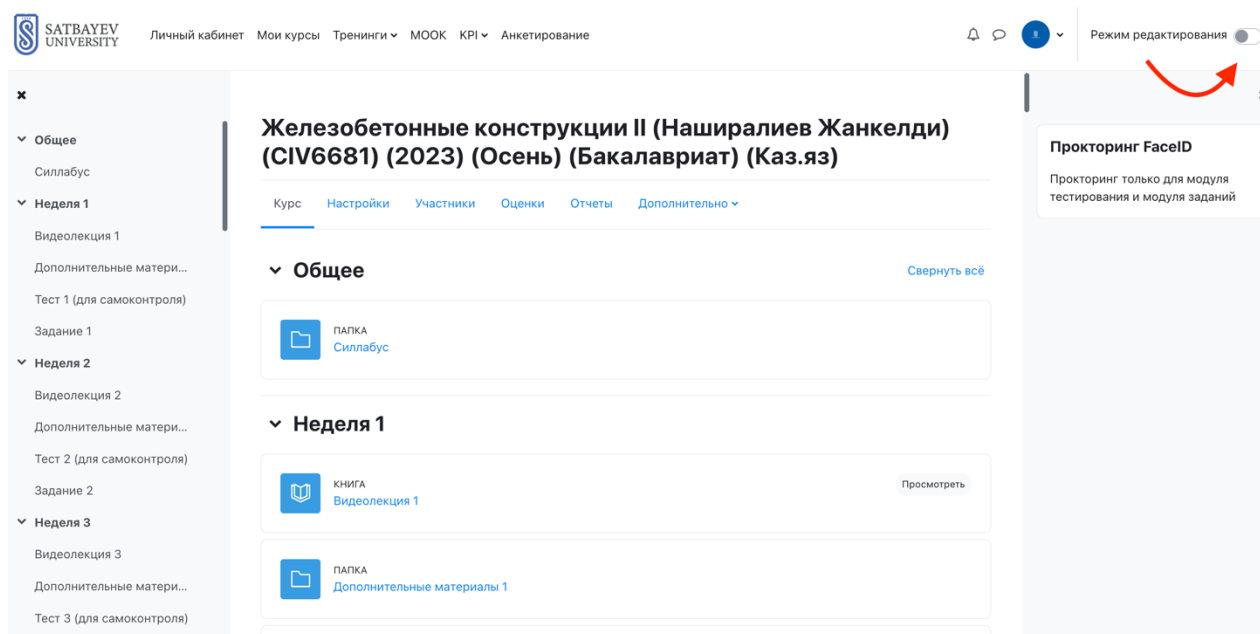 SATBAYEV
UNIVERSITY
Личный кабинет Мои курсы Тренинги МООК KPI Анкетирование
Режим редактирования
Общее
Силлабус
Неделя 1
Видеолекция 1
Дополнительные матери...
Тест 1 (для самоконтроля)
Задание 1
Неделя 2
Видеолекция 2
Дополнительные матери...
Тест 2 (для самоконтроля)
Задание 2
Неделя 3
Видеолекция 3
Дополнительные матери...
Тест 3 (для самоконтроля)
Железобетонные конструкции II (Наширалиев Жанкелди)
(CIV6681) (2023) (Осень) (Бакалавриат) (Каз.яз)
Курс Настройки Участники Оценки Отчеты Дополнительно
Общее
Свернуть всё
ПАПКА
Силлабус
Неделя 1
КНИГА
Видеолекция 1
Просмотреть
ПАПКА
Дополнительные материалы 1
Прокторинг FaceID
Прокторинг только для модуля
тестирования и модуля заданий